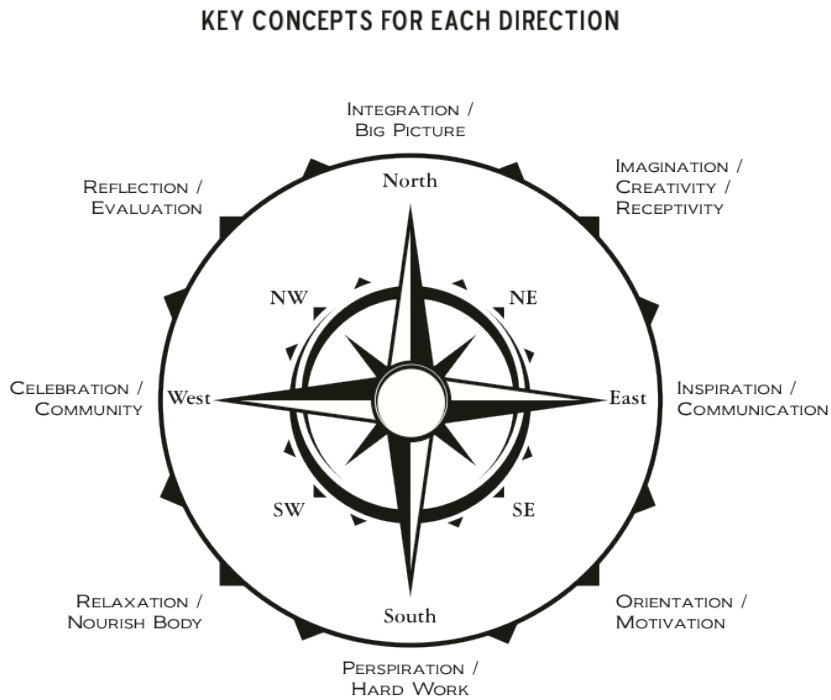 KEY CONCEPTS FOR EACH DIRECTION
INTEGRATION /
BIG PICTURE
IMAGINATION /
CREATIVITY /
RECEPTIVITY
REFLECTION /
EVALUATION
North
NW
NE
CELEBRATION /
COMMUNITY
West
East
INSPIRATION /
COMMUNICATION
SW
SE
RELAXATION /
NOURISH BODY
South
ORIENTATION /
MOTIVATION
PERSPIRATION /
HARD WORK